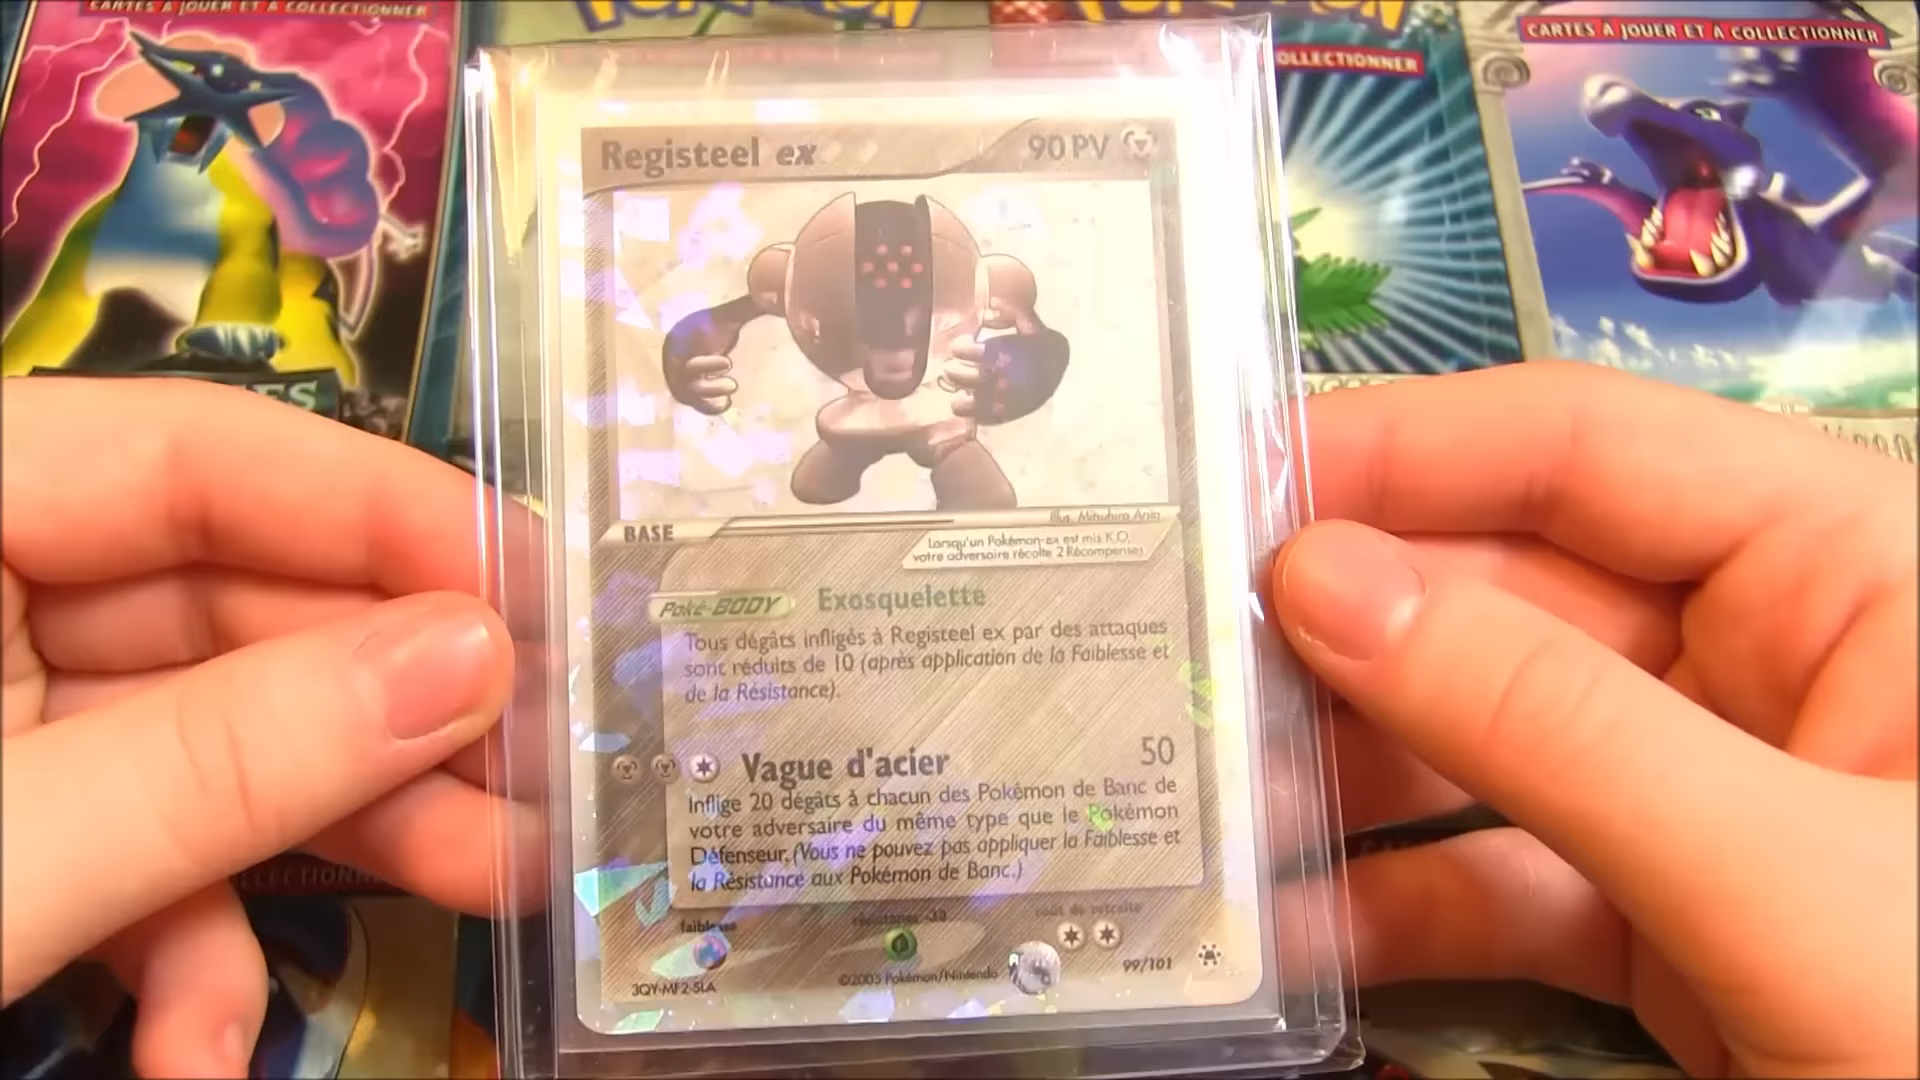 CARTES À JOUER ET À COLLECTIONNER
POKÉMON
POKÉMON
COLLECTIONNER
CARTES À JOUER ET À COLLECTIONNER
Registeel ex
90 PV
BASE
Illus. Mitsuhiro Arita
Lorsqu'un Pokémon-ex est mis K.O.
votre adversaire récolte 2 Récompenses
Poké-BODY Exosquelette
Tous dégâts infligés à Registeel ex par des attaques
sont réduits de 10 (après application de la Faiblesse et
de la Résistance).
Vague d'acier 50
Inflige 20 dégâts à chacun des Pokémon de Banc de
votre adversaire du même type que le Pokémon
Défenseur. (Vous ne pouvez pas appliquer la Faiblesse et
la Résistance aux Pokémon de Banc.)
faiblesse
résistance -30
coût de retraite
©2005 Pokémon/Nintendo
99/101
3QY-MF2-5LA
LLECTIONN